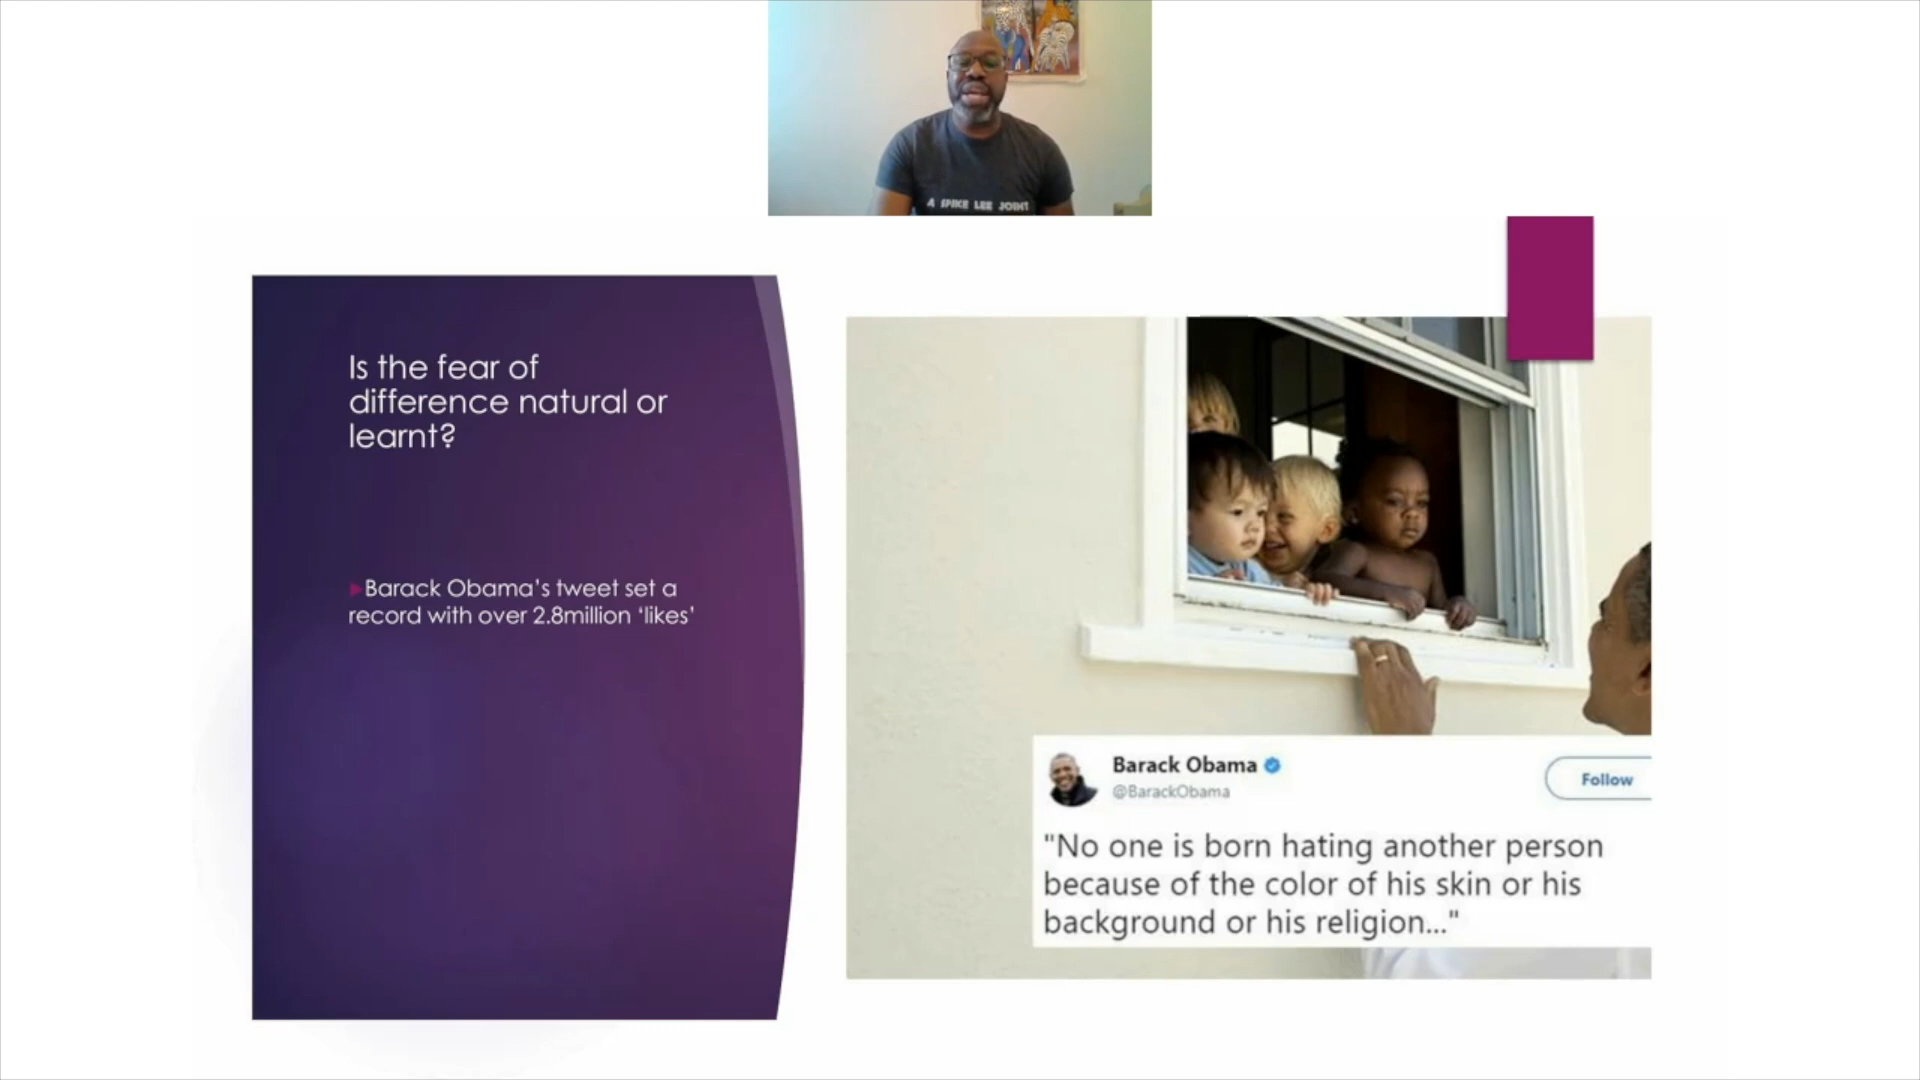 A SPIKE LEE JOINT
Is the fear of
difference natural or
learnt?
Barack Obama’s tweet set a
record with over 2.8million ‘likes’
Barack Obama
@BarackObama
Follow
"No one is born hating another person
because of the color of his skin or his
background or his religion..."